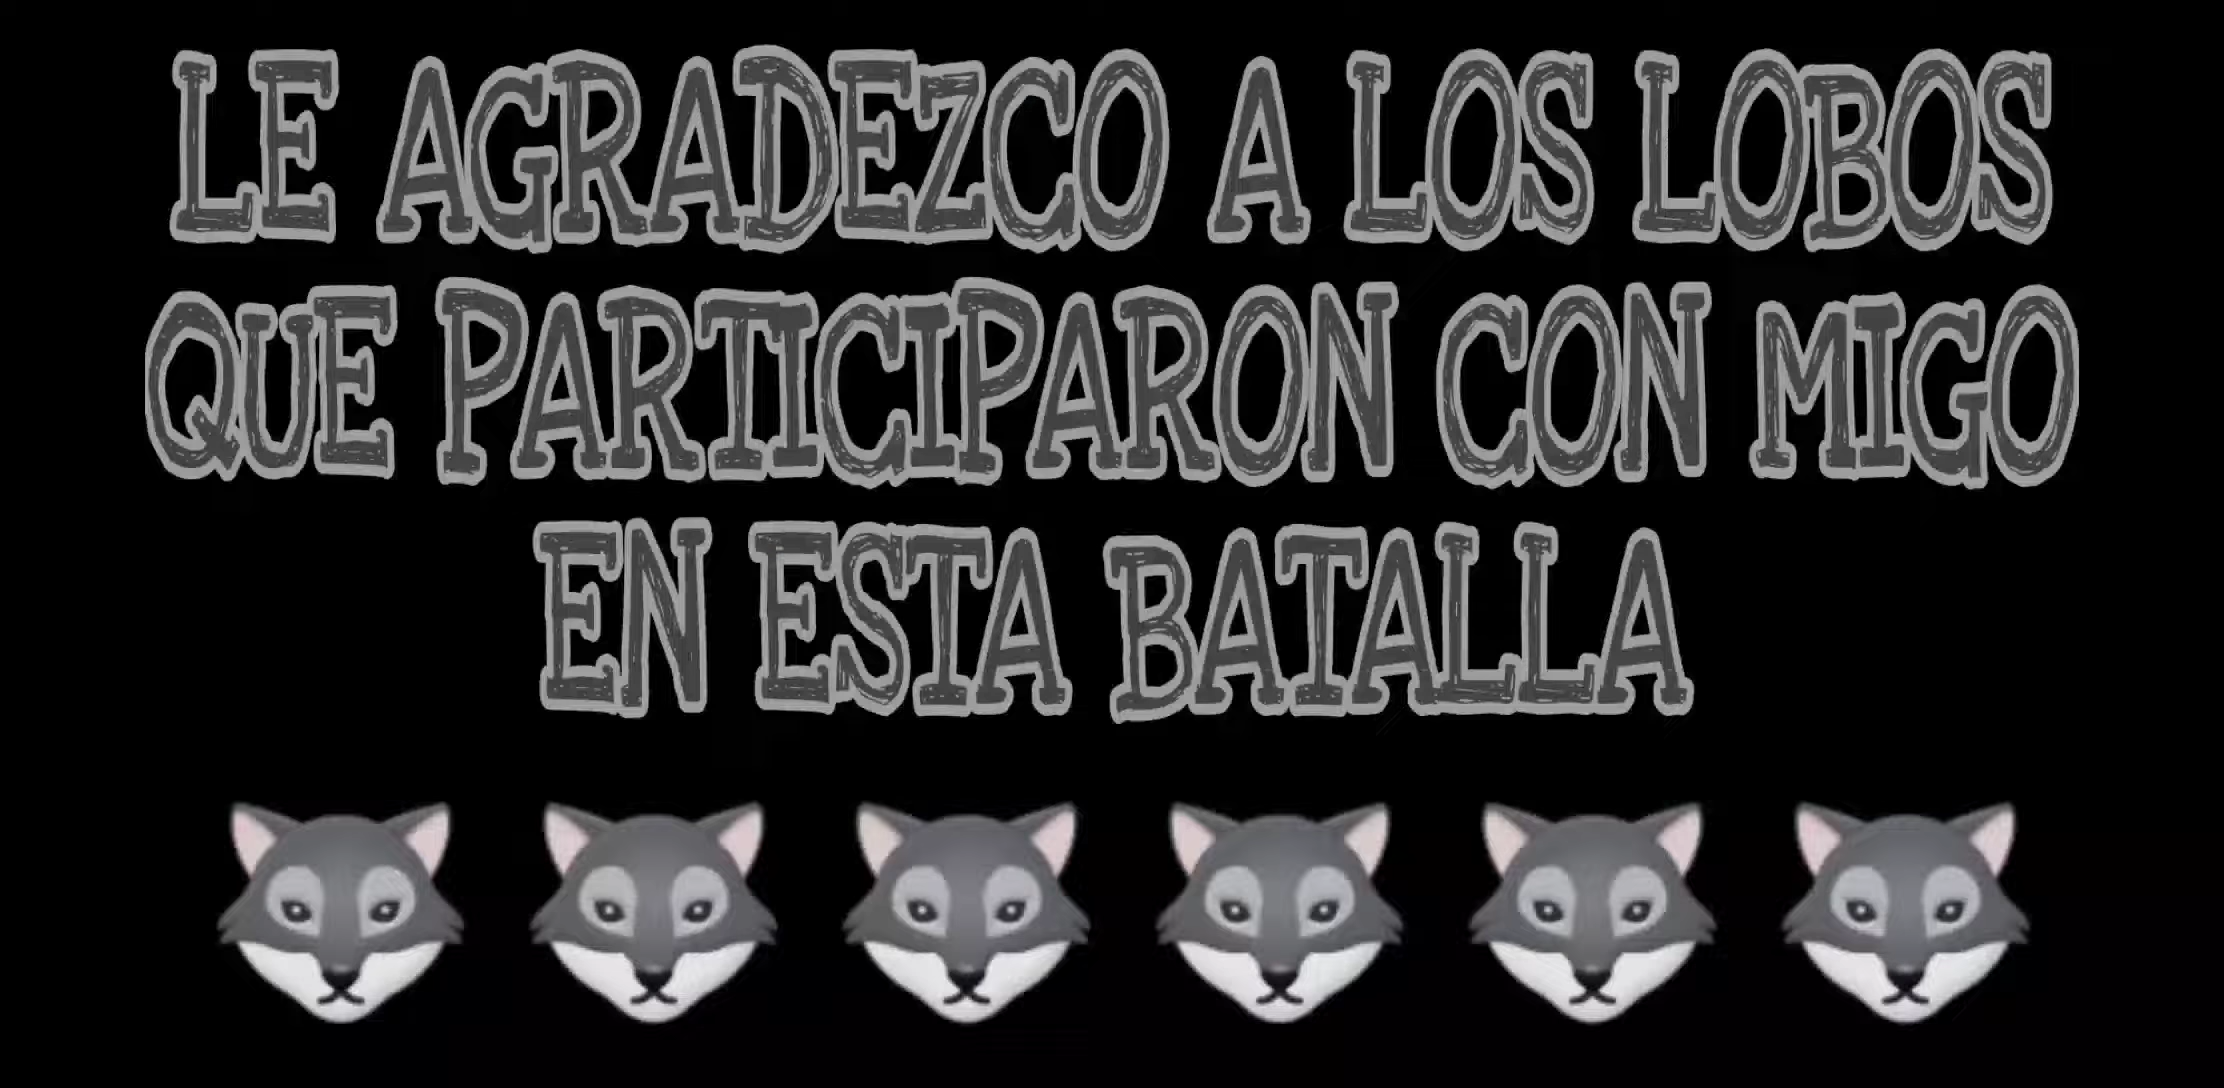 LE AGRADEZCO A LOS LOBOS
QUE PARTICIPARON CON MIGO
EN ESTA BATALLA